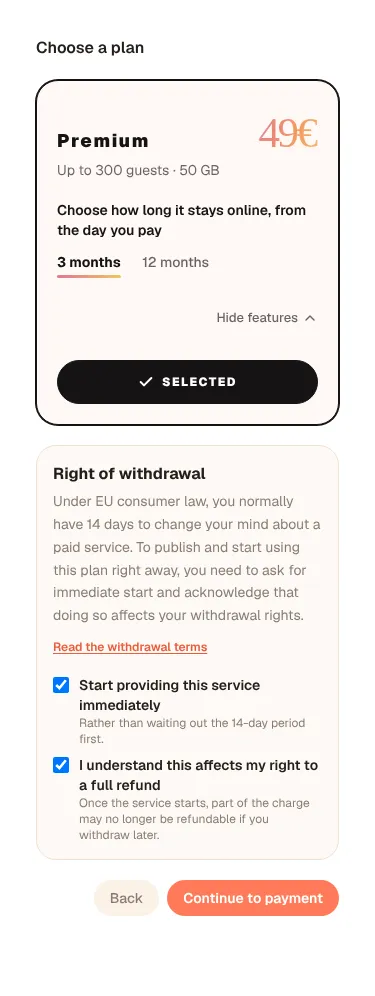 Choose a plan
Premium
49€
Up to 300 guests · 50 GB
Choose how long it stays online, from
the day you pay
3 months
12 months
Hide features
SELECTED
Right of withdrawal
Under EU consumer law, you normally
have 14 days to change your mind about a
paid service. To publish and start using
this plan right away, you need to ask for
immediate start and acknowledge that
doing so affects your withdrawal rights.
Read the withdrawal terms
Start providing this service
immediately
Rather than waiting out the 14-day period
first.
I understand this affects my right to
a full refund
Once the service starts, part of the charge
may no longer be refundable if you
withdraw later.
Back
Continue to payment